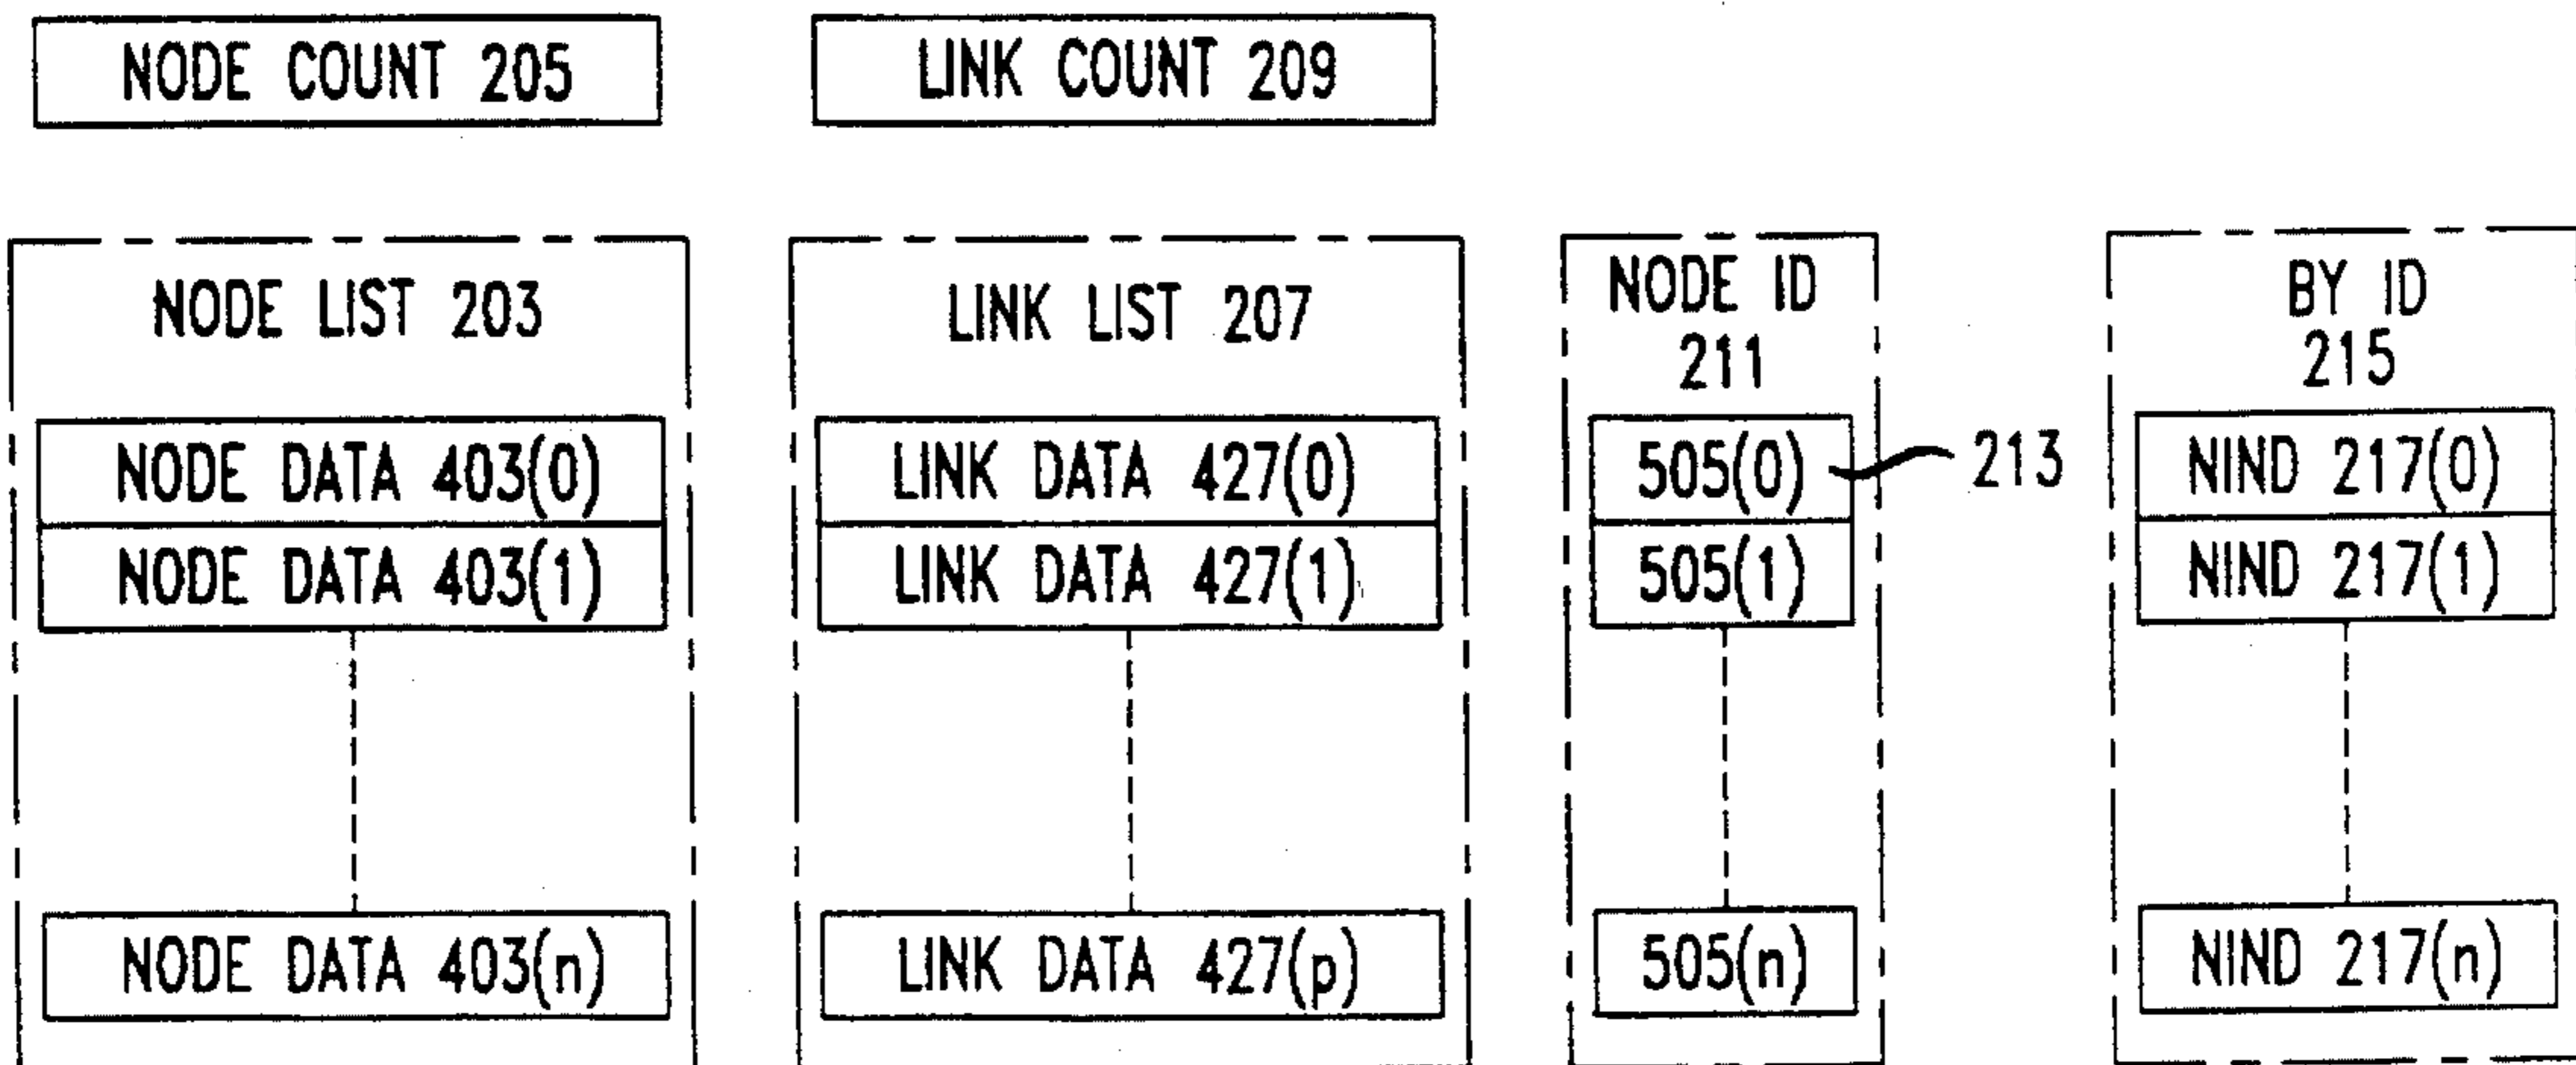 NODE COUNT 205
LINK COUNT 209
NODE LIST 203
NODE DATA 403(0)
NODE DATA 403(1)
NODE DATA 403(n)
LINK LIST 207
LINK DATA 427(0)
LINK DATA 427(1)
LINK DATA 427(p)
NODE ID
211
505(0)
213
505(1)
505(n)
BY ID
215
NIND 217(0)
NIND 217(1)
NIND 217(n)